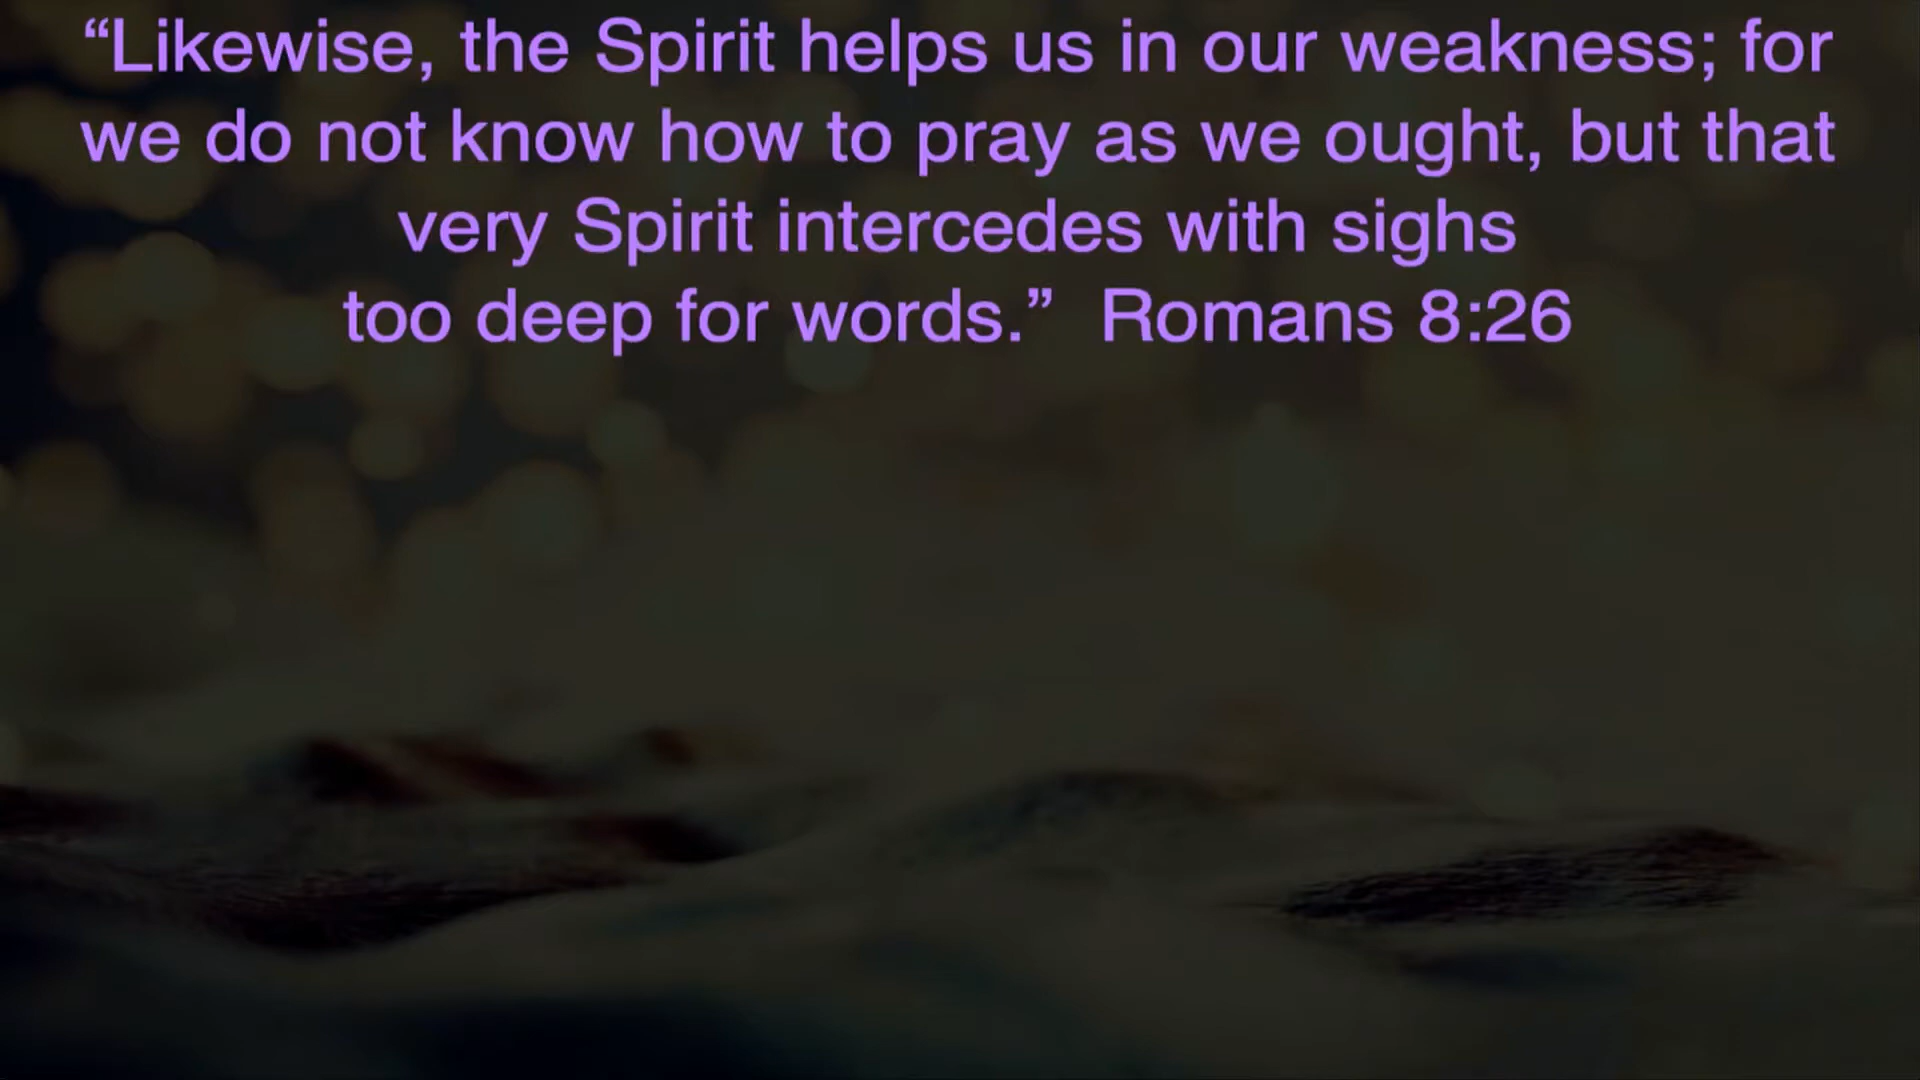 “Likewise, the Spirit helps us in our weakness; for
we do not know how to pray as we ought, but that
very Spirit intercedes with sighs
too deep for words.”  Romans 8:26